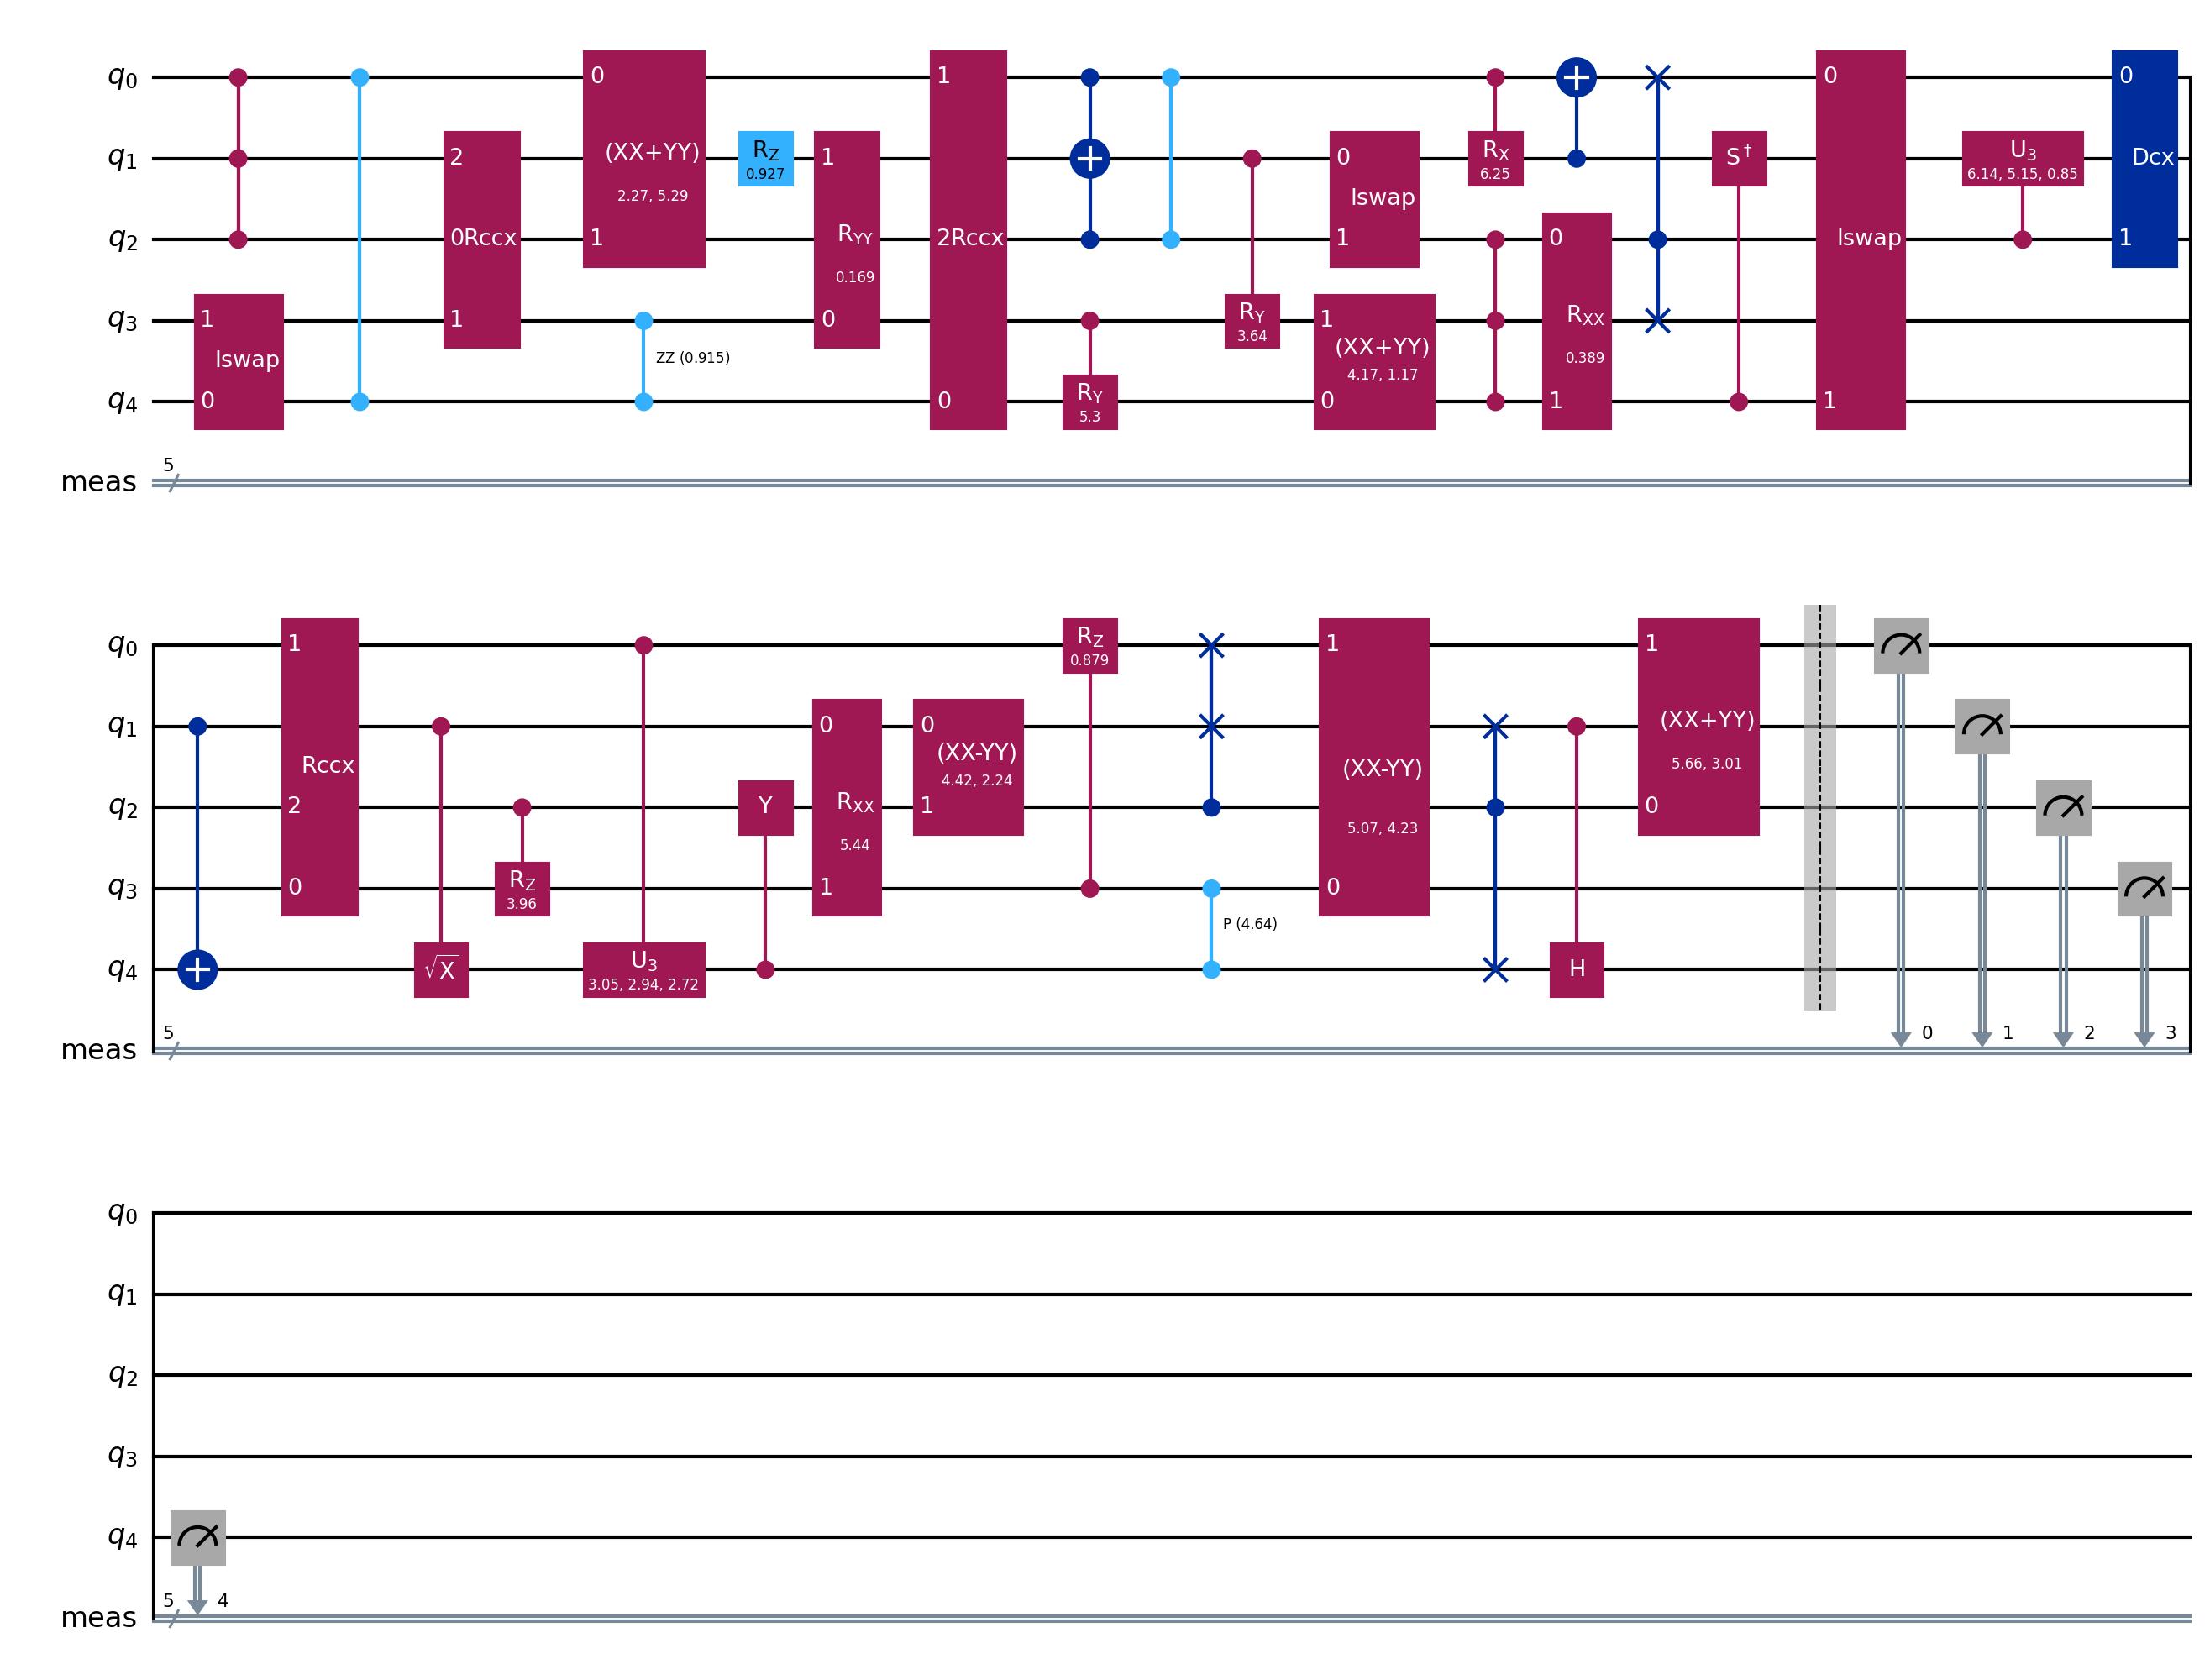 q0 0 1 1 0 0
q1 2 (XX+YY) RZ 1 0 RX S† U3 Dcx
2.27, 5.29 0.927 Iswap 6.25 6.14, 5.15, 0.85
q2 0Rccx 1 RYY 2Rccx 1 0 Iswap 1
0.169
q3 1 1 0 RY 1 RXX
Iswap ZZ (0.915) 3.64 (XX+YY) 0.389
4.17, 1.17
q4 0 0 RY 0 1 1
5.3
5
meas
q0 1 RZ 1 1
0.879
q1 0 0 (XX+YY)
Rccx (XX-YY) (XX-YY) 5.66, 3.01
4.42, 2.24
q2 2 Y RXX 1 0
5.44 5.07, 4.23
q3 0 RZ 1 0
3.96 P (4.64)
q4 √X U3 H
3.05, 2.94, 2.72
5 0 1 2 3
meas
q0
q1
q2
q3
q4
5 4
meas